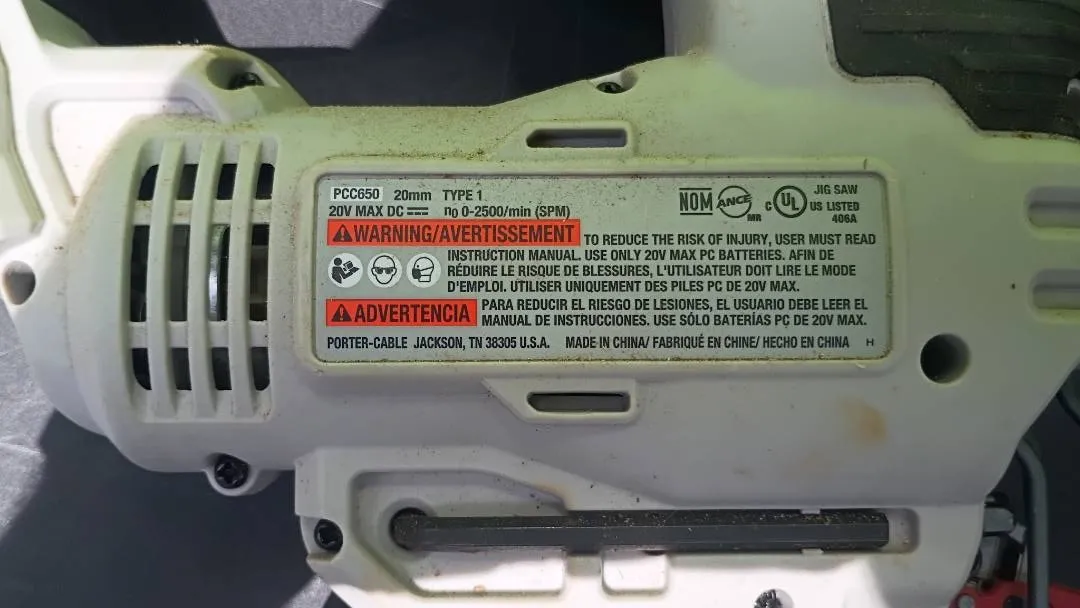 PCC650 20mm TYPE 1
20V MAX DC no 0-2500/min (SPM)
NOM ANCE MR
C UL US LISTED
JIG SAW
406A
WARNING/AVERTISSEMENT TO REDUCE THE RISK OF INJURY, USER MUST READ
INSTRUCTION MANUAL. USE ONLY 20V MAX PC BATTERIES. AFIN DE
RÉDUIRE LE RISQUE DE BLESSURES, L'UTILISATEUR DOIT LIRE LE MODE
D'EMPLOI. UTILISER UNIQUEMENT DES PILES PC DE 20V MAX.
ADVERTENCIA PARA REDUCIR EL RIESGO DE LESIONES, EL USUARIO DEBE LEER EL
MANUAL DE INSTRUCCIONES. USE SÓLO BATERÍAS PC DE 20V MAX.
PORTER-CABLE JACKSON, TN 38305 U.S.A. MADE IN CHINA/ FABRIQUÉ EN CHINE/ HECHO EN CHINA H